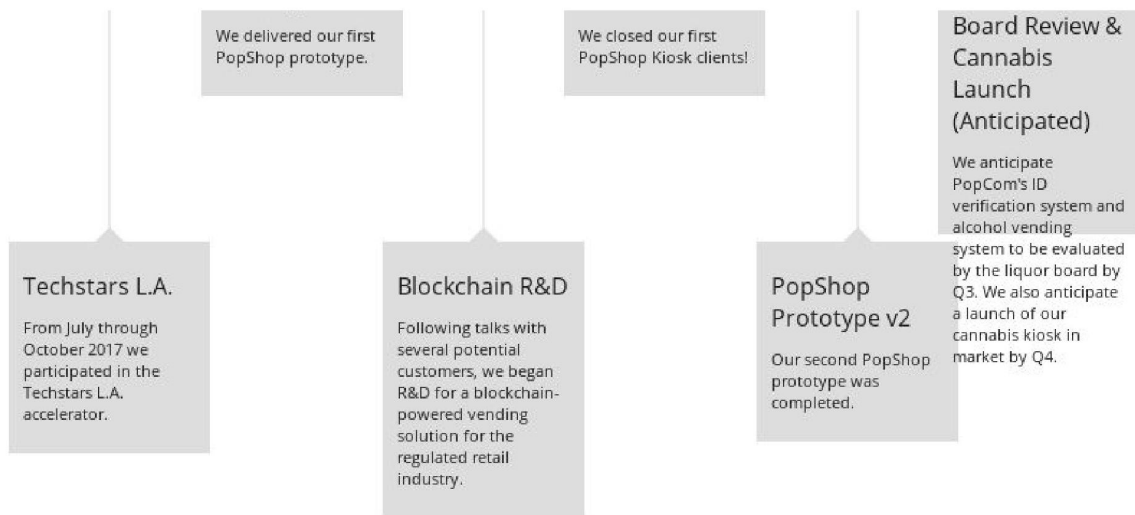 We delivered our first
PopShop prototype.
We closed our first
PopShop Kiosk clients!
Board Review &
Cannabis
Launch
(Anticipated)
We anticipate
PopCom's ID
verification system and
alcohol vending
system to be evaluated
by the liquor board by
Q3. We also anticipate
a launch of our
cannabis kiosk in
market by Q4.
Techstars L.A.
From July through
October 2017 we
participated in the
Techstars L.A.
accelerator.
Blockchain R&D
Following talks with
several potential
customers, we began
R&D for a blockchain-
powered vending
solution for the
regulated retail
industry.
PopShop
Prototype v2
Our second PopShop
prototype was
completed.